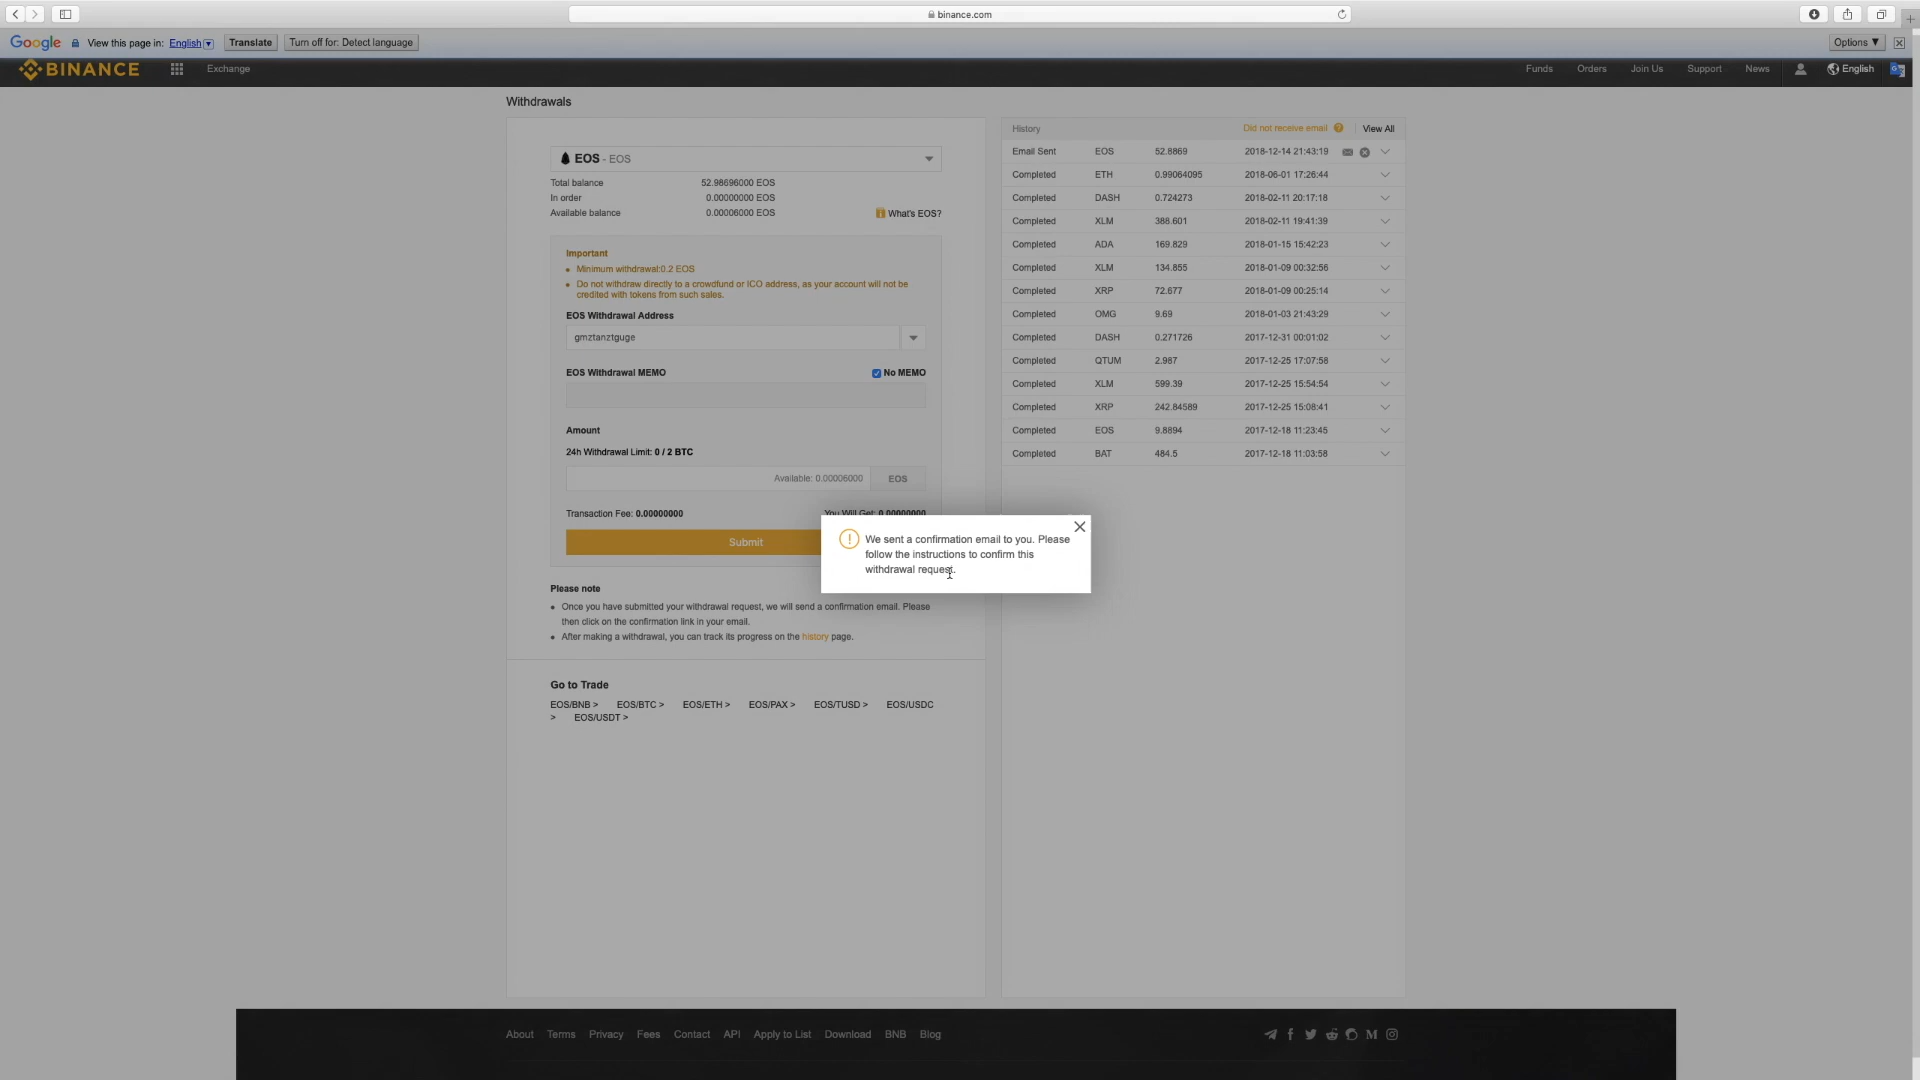 binance.com
Google View this page in: English Translate Turn off for: Detect language Options ▼
BINANCE Exchange Funds Orders Join Us Support News English
Withdrawals
EOS - EOS
Total balance 52.98696000 EOS
In order 0.00000000 EOS
Available balance 0.00006000 EOS What's EOS?
Important
• Minimum withdrawal:0.2 EOS
• Do not withdraw directly to a crowdfund or ICO address, as your account will not be
credited with tokens from such sales.
EOS Withdrawal Address
gmztanztguge
EOS Withdrawal MEMO No MEMO
Amount
24h Withdrawal Limit: 0 / 2 BTC
Available: 0.00006000 EOS
Transaction Fee: 0.00000000 You Will Get: 0.00000000
Submit
We sent a confirmation email to you. Please
follow the instructions to confirm this
withdrawal request.
Please note
• Once you have submitted your withdrawal request, we will send a confirmation email. Please
then click on the confirmation link in your email.
• After making a withdrawal, you can track its progress on the history page.
Go to Trade
EOS/BNB > EOS/BTC > EOS/ETH > EOS/PAX > EOS/TUSD > EOS/USDC
> EOS/USDT >
History Did not receive email ? View All
Email Sent EOS 52.8869 2018-12-14 21:43:19
Completed ETH 0.99064095 2018-06-01 17:26:44
Completed DASH 0.724273 2018-02-11 20:17:18
Completed XLM 388.601 2018-02-11 19:41:39
Completed ADA 169.829 2018-01-15 15:42:23
Completed XLM 134.855 2018-01-09 00:32:56
Completed XRP 72.677 2018-01-09 00:25:14
Completed OMG 9.69 2018-01-03 21:43:29
Completed DASH 0.271726 2017-12-31 00:01:02
Completed QTUM 2.987 2017-12-25 17:07:58
Completed XLM 599.39 2017-12-25 15:54:54
Completed XRP 242.84589 2017-12-25 15:08:41
Completed EOS 9.8894 2017-12-18 11:23:45
Completed BAT 484.5 2017-12-18 11:03:58
About Terms Privacy Fees Contact API Apply to List Download BNB Blog